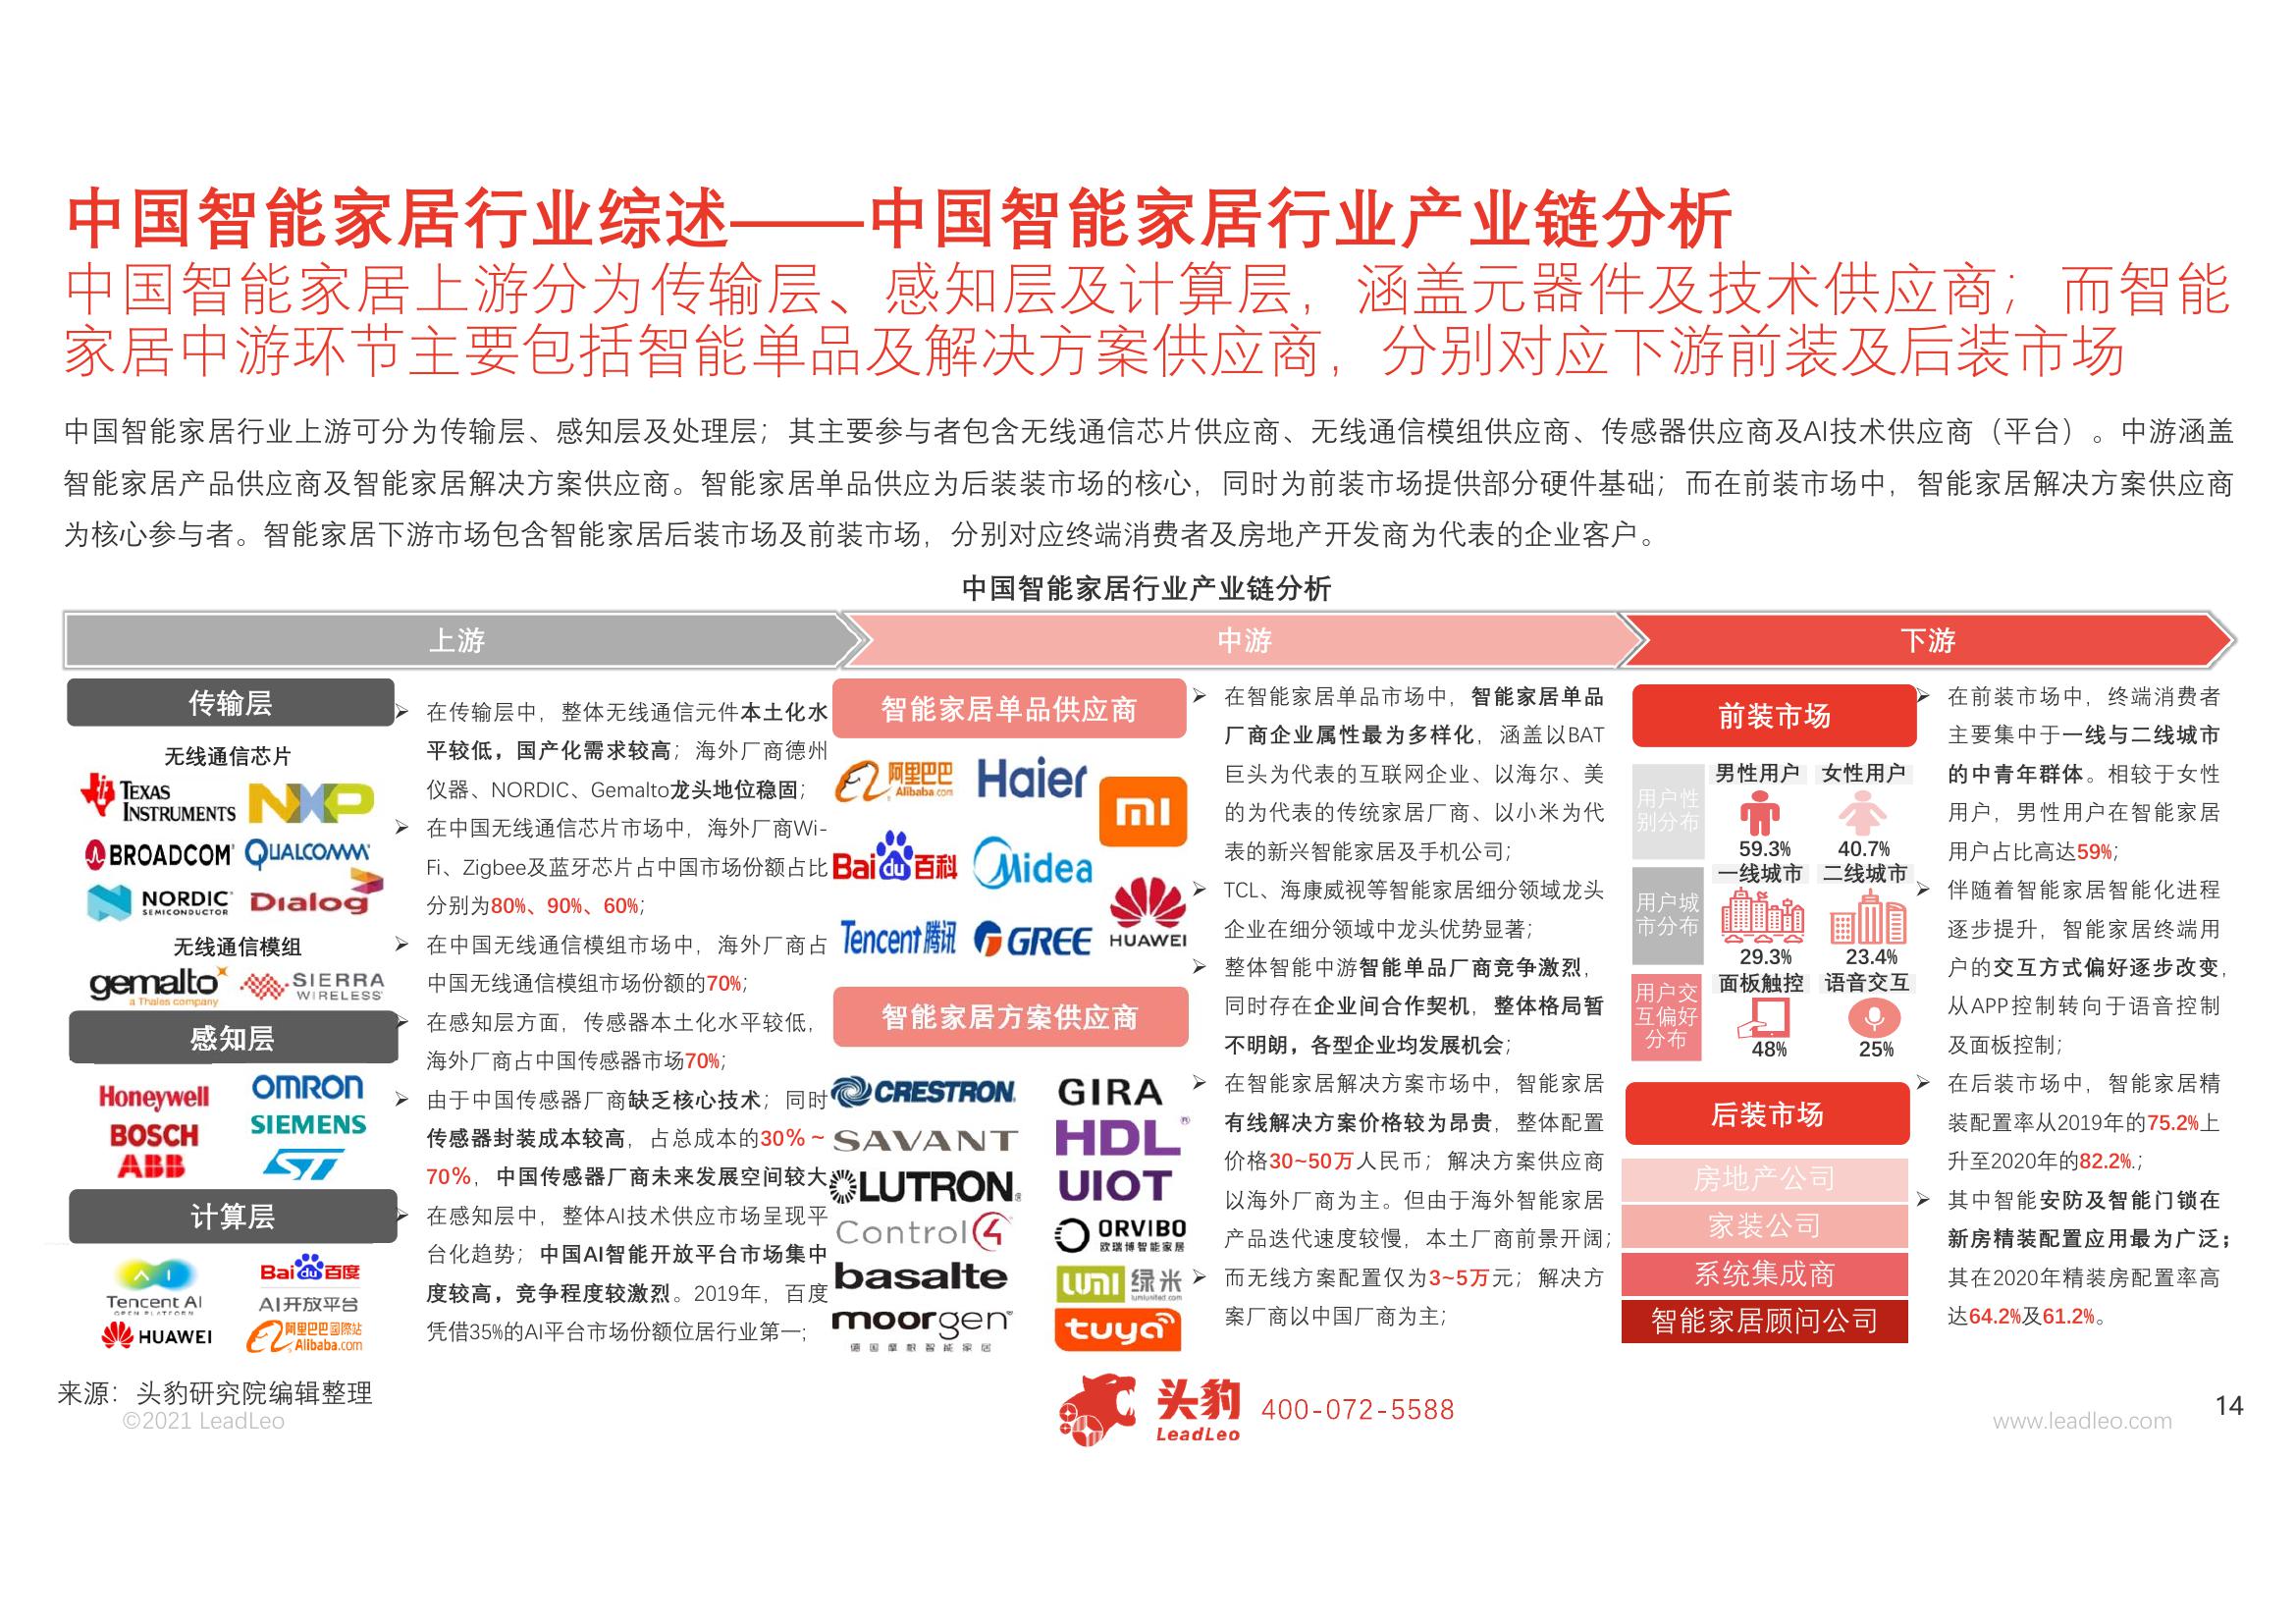 中国智能家居行业综述——中国智能家居行业产业链分析
中国智能家居上游分为传输层、感知层及计算层，涵盖元器件及技术供应商；而智能
家居中游环节主要包括智能单品及解决方案供应商，分别对应下游前装及后装市场
中国智能家居行业上游可分为传输层、感知层及处理层；其主要参与者包含无线通信芯片供应商、无线通信模组供应商、传感器供应商及AI技术供应商（平台）。中游涵盖
智能家居产品供应商及智能家居解决方案供应商。智能家居单品供应为后装装市场的核心，同时为前装市场提供部分硬件基础；而在前装市场中，智能家居解决方案供应商
为核心参与者。智能家居下游市场包含智能家居后装市场及前装市场，分别对应终端消费者及房地产开发商为代表的企业客户。
中国智能家居行业产业链分析
上游
中游
下游
传输层
无线通信芯片
TEXAS INSTRUMENTS
NXP
BROADCOM
QUALCOMM
NORDIC SEMICONDUCTOR
Dialog
无线通信模组
gemalto
a Thales company
SIERRA WIRELESS
感知层
Honeywell
OMRON
BOSCH
SIEMENS
ABB
ST
计算层
Tencent AI
OPEN PLATFORM
Baidu百度
AI开放平台
HUAWEI
阿里巴巴国际站
Alibaba.com
➢ 在传输层中，整体无线通信元件本土化水
平较低，国产化需求较高；海外厂商德州
仪器、NORDIC、Gemalto龙头地位稳固；
➢ 在中国无线通信芯片市场中，海外厂商Wi-
Fi、Zigbee及蓝牙芯片占中国市场份额占比
分别为80%、90%、60%；
➢ 在中国无线通信模组市场中，海外厂商占
中国无线通信模组市场份额的70%；
➢ 在感知层方面，传感器本土化水平较低，
海外厂商占中国传感器市场70%；
➢ 由于中国传感器厂商缺乏核心技术；同时
传感器封装成本较高，占总成本的30%~
70%，中国传感器厂商未来发展空间较大
➢ 在感知层中，整体AI技术供应市场呈现平
台化趋势；中国AI智能开放平台市场集中
度较高，竞争程度较激烈。2019年，百度
凭借35%的AI平台市场份额位居行业第一；
智能家居单品供应商
阿里巴巴
Alibaba.com
Haier
mi
Baidu百科
Midea
HUAWEI
Tencent腾讯
GREE
智能家居方案供应商
CRESTRON
GIRA
SAVANT
HDL
LUTRON
UIOT
Control4
ORVIBO
欧瑞博智能家居
basalte
LUMI 绿米
lumiunited.com
moorgen
德国摩根智能家居
tuya
➢ 在智能家居单品市场中，智能家居单品
厂商企业属性最为多样化，涵盖以BAT
巨头为代表的互联网企业、以海尔、美
的为代表的传统家居厂商、以小米为代
表的新兴智能家居及手机公司；
➢ TCL、海康威视等智能家居细分领域龙头
企业在细分领域中龙头优势显著；
➢ 整体智能中游智能单品厂商竞争激烈，
同时存在企业间合作契机，整体格局暂
不明朗，各型企业均发展机会；
➢ 在智能家居解决方案市场中，智能家居
有线解决方案价格较为昂贵，整体配置
价格30~50万人民币；解决方案供应商
以海外厂商为主。但由于海外智能家居
产品迭代速度较慢，本土厂商前景开阔；
➢ 而无线方案配置仅为3~5万元；解决方
案厂商以中国厂商为主；
前装市场
用户性
别分布
男性用户 女性用户
59.3% 40.7%
用户城
市分布
一线城市 二线城市
29.3% 23.4%
用户交
互偏好
分布
面板触控 语音交互
48% 25%
后装市场
房地产公司
家装公司
系统集成商
智能家居顾问公司
➢ 在前装市场中，终端消费者
主要集中于一线与二线城市
的中青年群体。相较于女性
用户，男性用户在智能家居
用户占比高达59%；
➢ 伴随着智能家居智能化进程
逐步提升，智能家居终端用
户的交互方式偏好逐步改变，
从APP控制转向于语音控制
及面板控制；
➢ 在后装市场中，智能家居精
装配置率从2019年的75.2%上
升至2020年的82.2%.；
➢ 其中智能安防及智能门锁在
新房精装配置应用最为广泛；
其在2020年精装房配置率高
达64.2%及61.2%。
来源：头豹研究院编辑整理
©2021 LeadLeo
头豹
LeadLeo
400-072-5588
www.leadleo.com
14